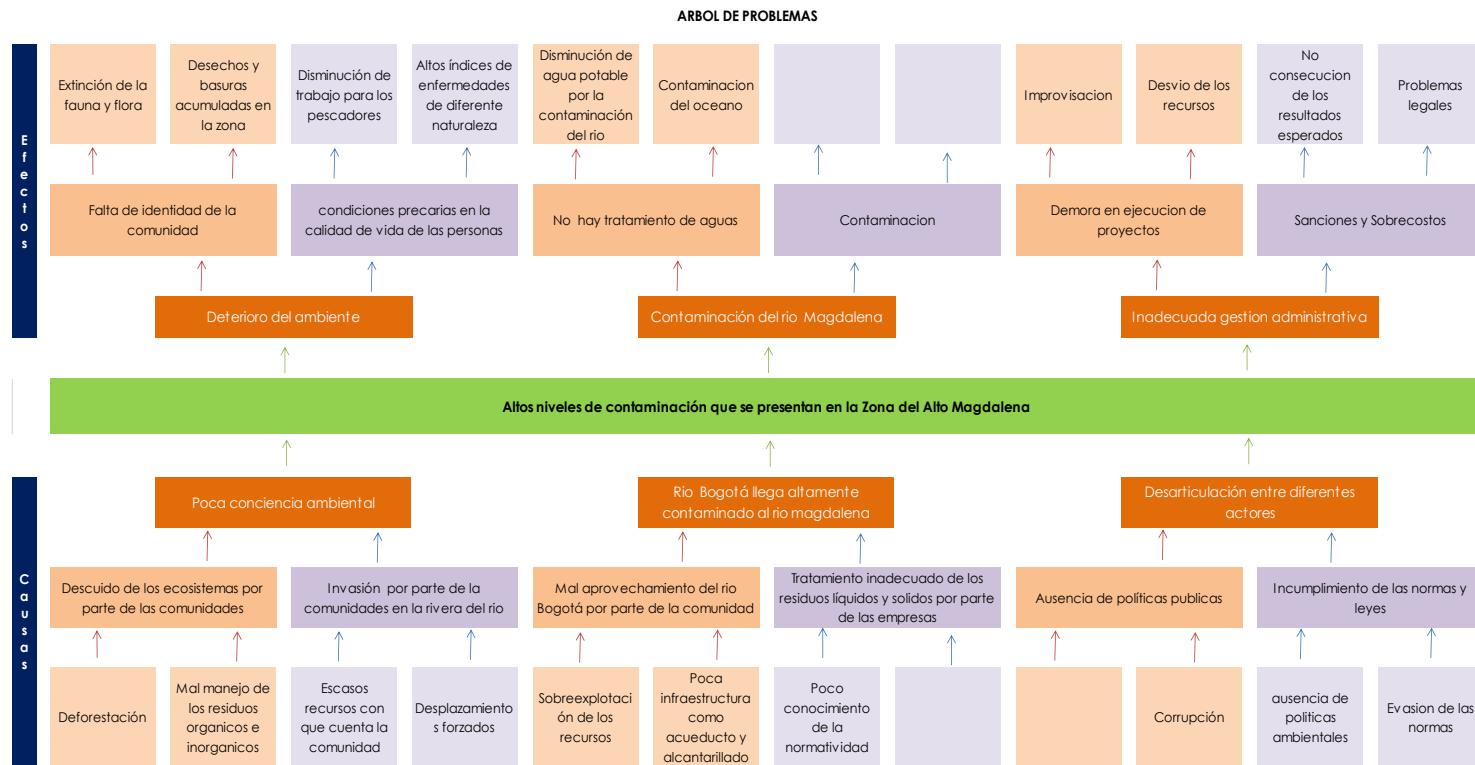 ARBOL DE PROBLEMAS
Efectos
Extinción de la
fauna y flora
Desechos y
basuras
acumuladas en
la zona
Disminución de
trabajo para los
pescadores
Altos índices de
enfermedades
de diferente
naturaleza
Disminución de
agua potable
por la
contaminación
del rio
Contaminacion
del oceano
Improvisacion
Desvio de los
recursos
No
consecucion
de los
resultados
esperados
Problemas
legales
Falta de identidad de la
comunidad
condiciones precarias en la
calidad de vida de las personas
No hay tratamiento de aguas
Contaminacion
Demora en ejecucion de
proyectos
Sanciones y Sobrecostos
Deterioro del ambiente
Contaminación del rio Magdalena
Inadecuada gestion administrativa
Altos niveles de contaminación que se presentan en la Zona del Alto Magdalena
Causas
Poca conciencia ambiental
Rio Bogotá llega altamente
contaminado al rio magdalena
Desarticulación entre diferentes
actores
Descuido de los ecosistemas por
parte de las comunidades
Invasión por parte de la
comunidades en la rivera del rio
Mal aprovechamiento del rio
Bogotá por parte de la comunidad
Tratamiento inadecuado de los
residuos líquidos y solidos por parte
de las empresas
Ausencia de políticas publicas
Incumplimiento de las normas y
leyes
Deforestación
Mal manejo de
los residuos
organicos e
inorganicos
Escasos
recursos con
que cuenta la
comunidad
Desplazamiento
s forzados
Sobreexplotaci
ón de los
recursos
Poca
infraestructura
como
acueducto y
alcantarillado
Poco
conocimiento
de la
normatividad
Corrupción
ausencia de
politicas
ambientales
Evasion de las
normas